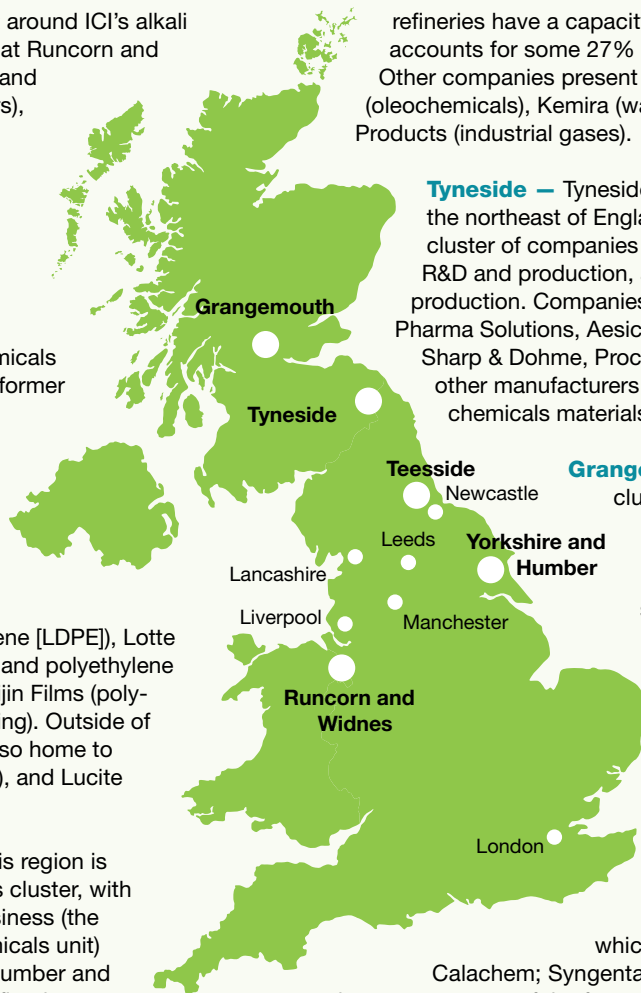 around ICI's alkali
at Runcorn and
and
rs),
micals
former
ene [LDPE]), Lotte
and polyethylene
ijin Films (poly-
ing). Outside of
so home to
), and Lucite
is region is
s cluster, with
siness (the
nicals unit)
umber and
Grangemouth
Tyneside
Teesside
Newcastle
Leeds
Yorkshire and
Humber
Lancashire
Liverpool
Manchester
Runcorn and
Widnes
London
refineries have a capacit
accounts for some 27%
Other companies present
(oleochemicals), Kemira (wa
Products (industrial gases).
Tyneside — Tyneside
the northeast of Engla
cluster of companies
R&D and production,
production. Companies
Pharma Solutions, Aesic
Sharp & Dohme, Proc
other manufacturers
chemicals materials
Grange
clu
whic
Calachem; Syngenta